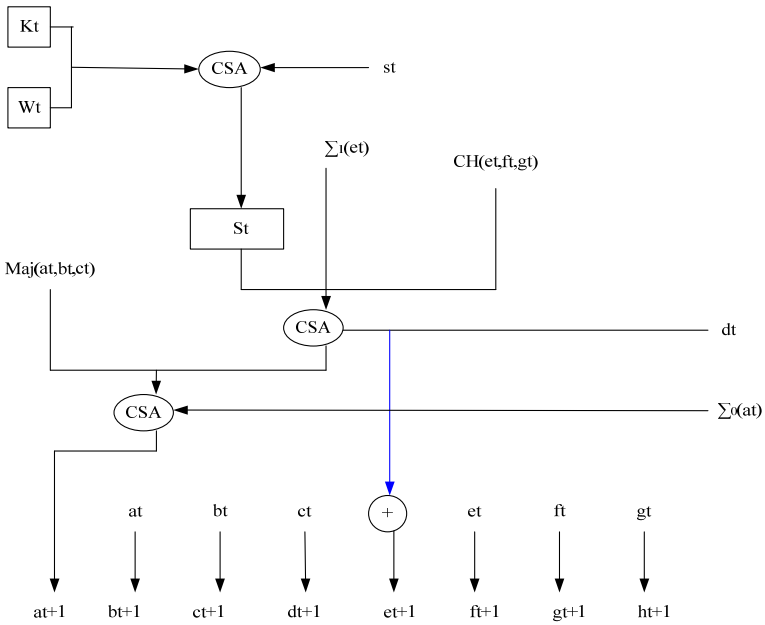 Kt
CSA
st
Wt
∑1(et)
CH(et,ft,gt)
St
Maj(at,bt,ct)
CSA
dt
CSA
∑0(at)
at bt ct + et ft gt
at+1 bt+1 ct+1 dt+1 et+1 ft+1 gt+1 ht+1